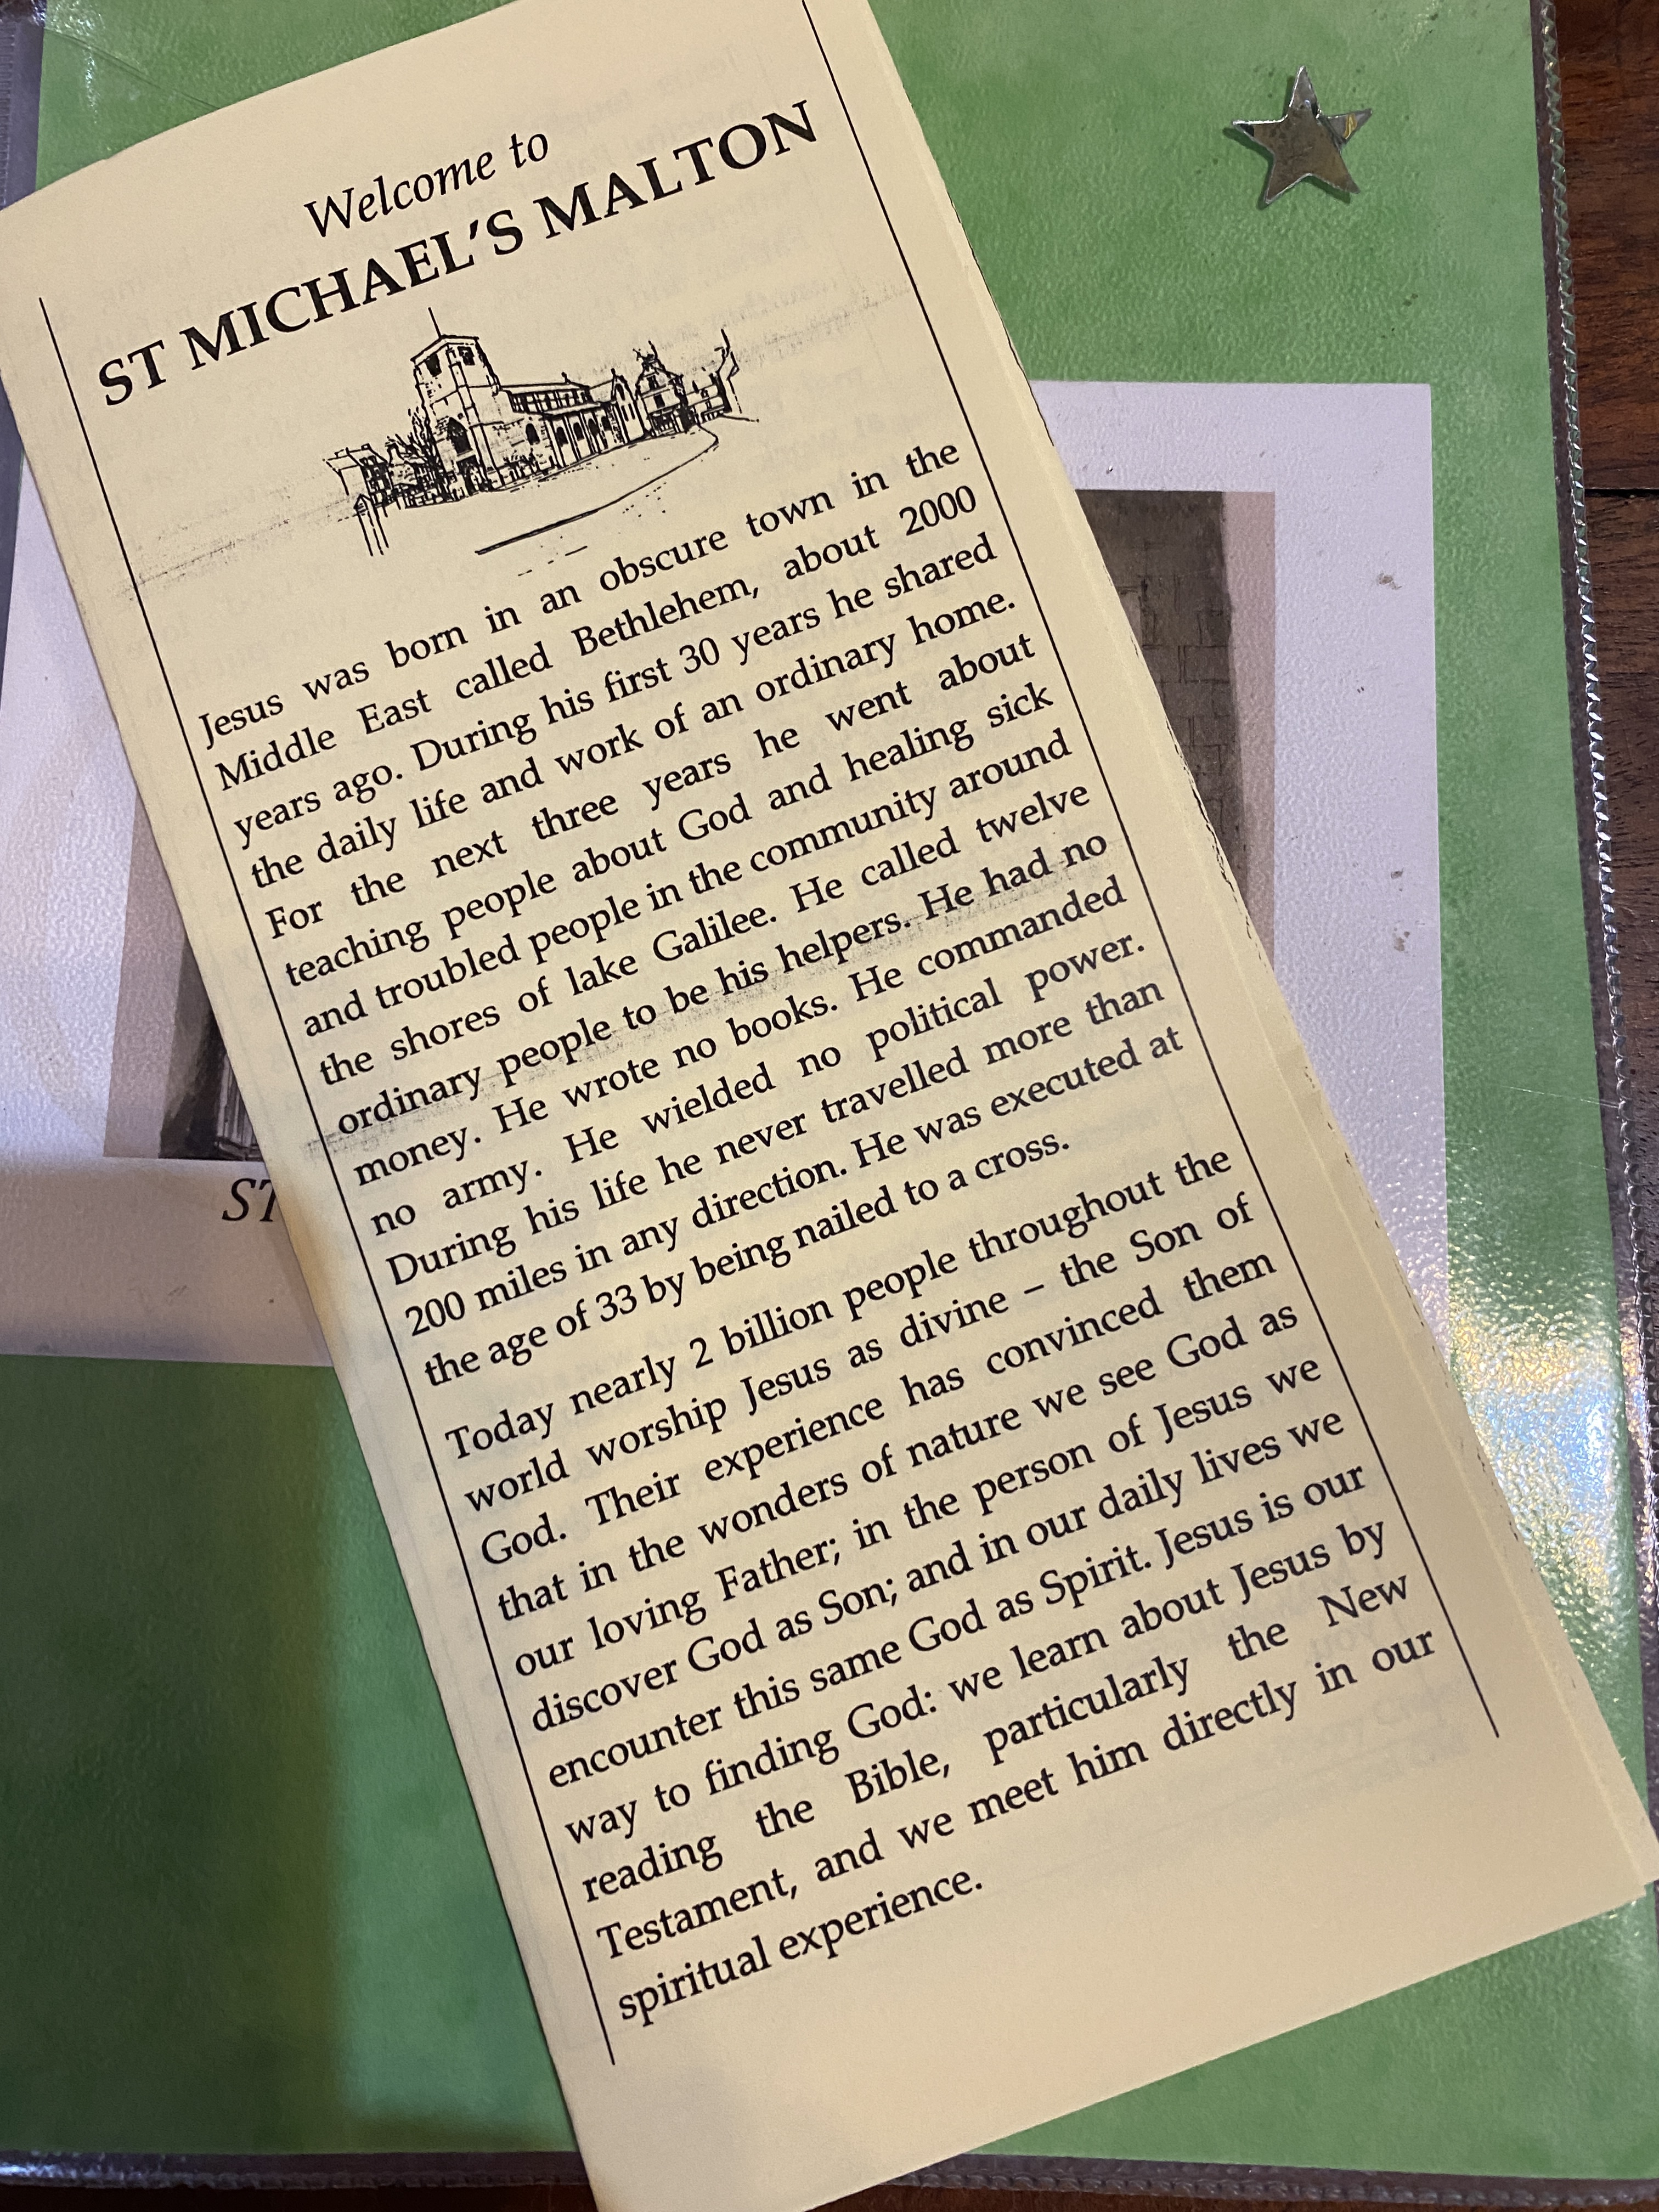 Welcome to
ST MICHAEL'S MALTON
Jesus was born in an obscure town in the
Middle East called Bethlehem, about 2000
years ago. During his first 30 years he shared
the daily life and work of an ordinary home.
For the next three years he went about
teaching people about God and healing sick
and troubled people in the community around
the shores of lake Galilee. He called twelve
ordinary people to be his helpers. He had no
money. He wrote no books. He commanded
no army. He wielded no political power.
During his life he never travelled more than
200 miles in any direction. He was executed at
the age of 33 by being nailed to a cross.
Today nearly 2 billion people throughout the
world worship Jesus as divine – the Son of
God. Their experience has convinced them
that in the wonders of nature we see God as
our loving Father; in the person of Jesus we
discover God as Son; and in our daily lives we
encounter this same God as Spirit. Jesus is our
way to finding God: we learn about Jesus by
reading the Bible, particularly the New
Testament, and we meet him directly in our
spiritual experience.
ST